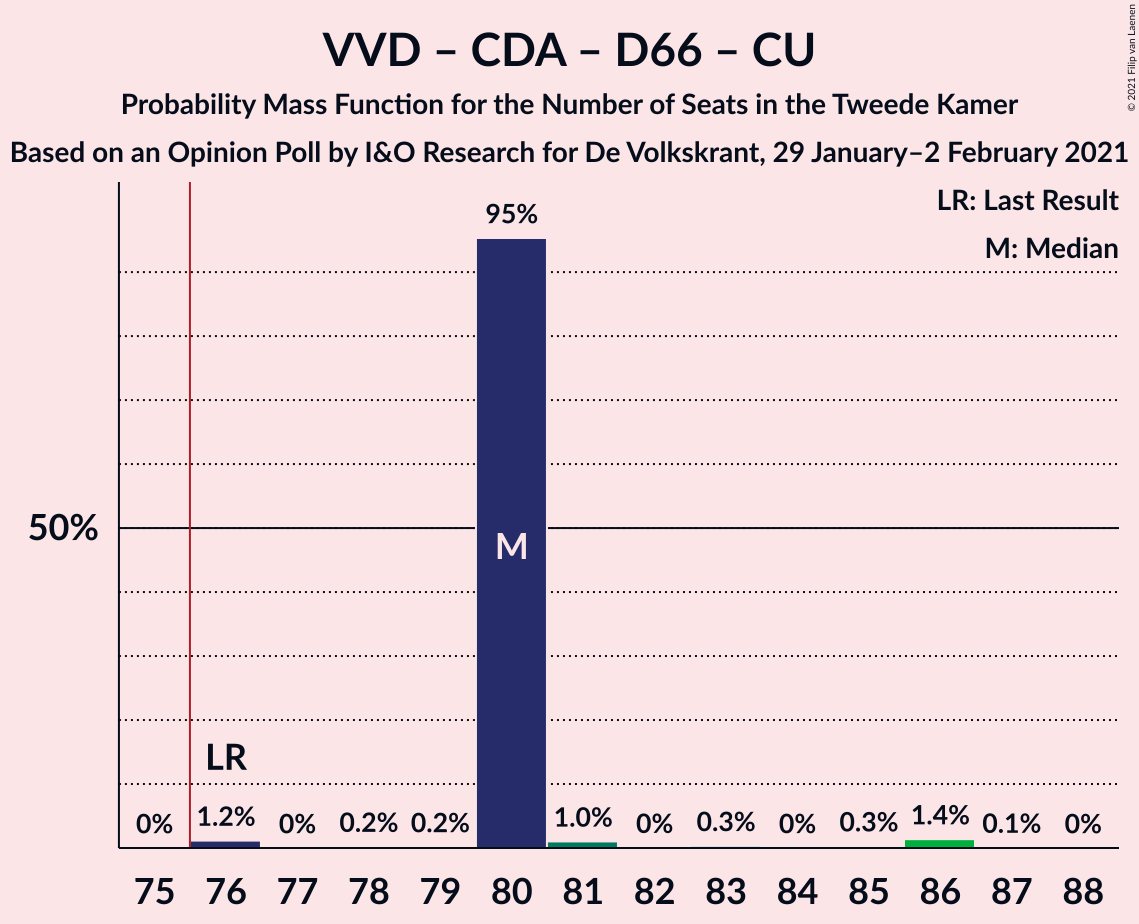 VVD – CDA – D66 – CU
Probability Mass Function for the Number of Seats in the Tweede Kamer
Based on an Opinion Poll by I&O Research for De Volkskrant, 29 January–2 February 2021
© 2021 Filip van Laenen
LR: Last Result
M: Median
95%
50%
M
LR
0% 1.2% 0% 0.2% 0.2% 1.0% 0% 0.3% 0% 0.3% 1.4% 0.1% 0%
75 76 77 78 79 80 81 82 83 84 85 86 87 88